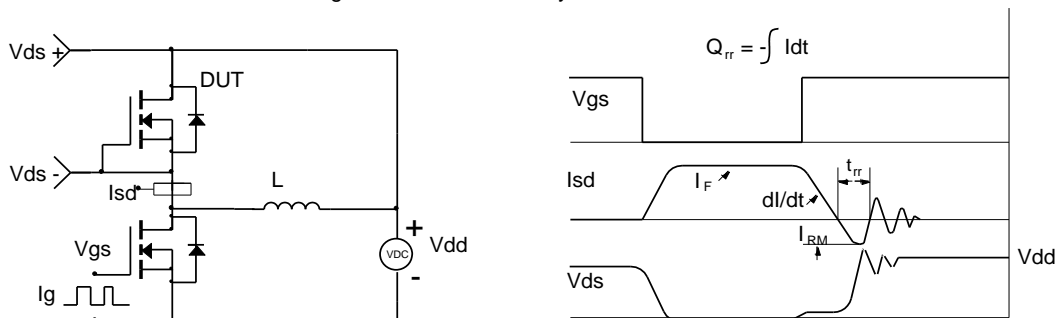 Vds +
DUT
Vds -
Isd
L
Vgs
Ig
+
VDC
-
Vdd
Qrr = -∫ Idt
Vgs
Isd
IF
dI/dt
trr
IRM
Vds
Vdd